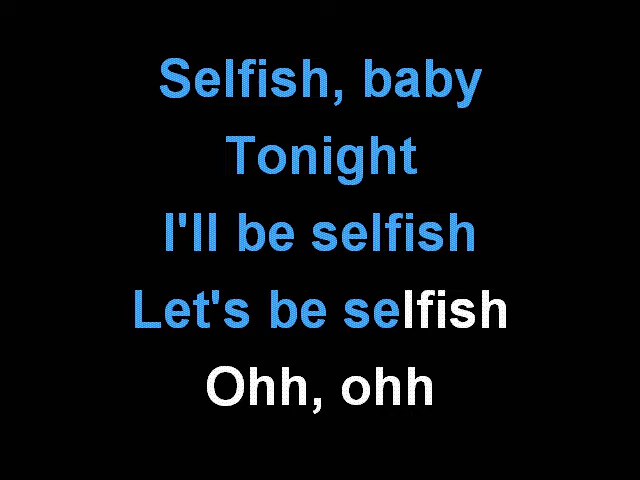 Selfish, baby
Tonight
I'll be selfish
Let's be selfish
Ohh, ohh